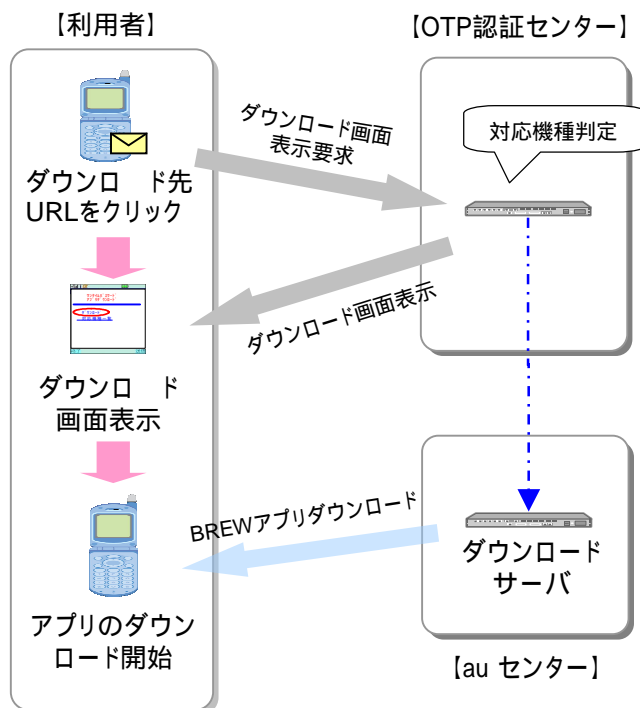 【利用者】
【OTP認証センター】
ダウンロード画面
表示要求
対応機種判定
ダウンロ ド先
URLをクリック
ダウンロード画面表示
ダウンロ ド
画面表示
BREWアプリダウンロード
ダウンロード
サーバ
アプリのダウン
ロード開始
【au センター】